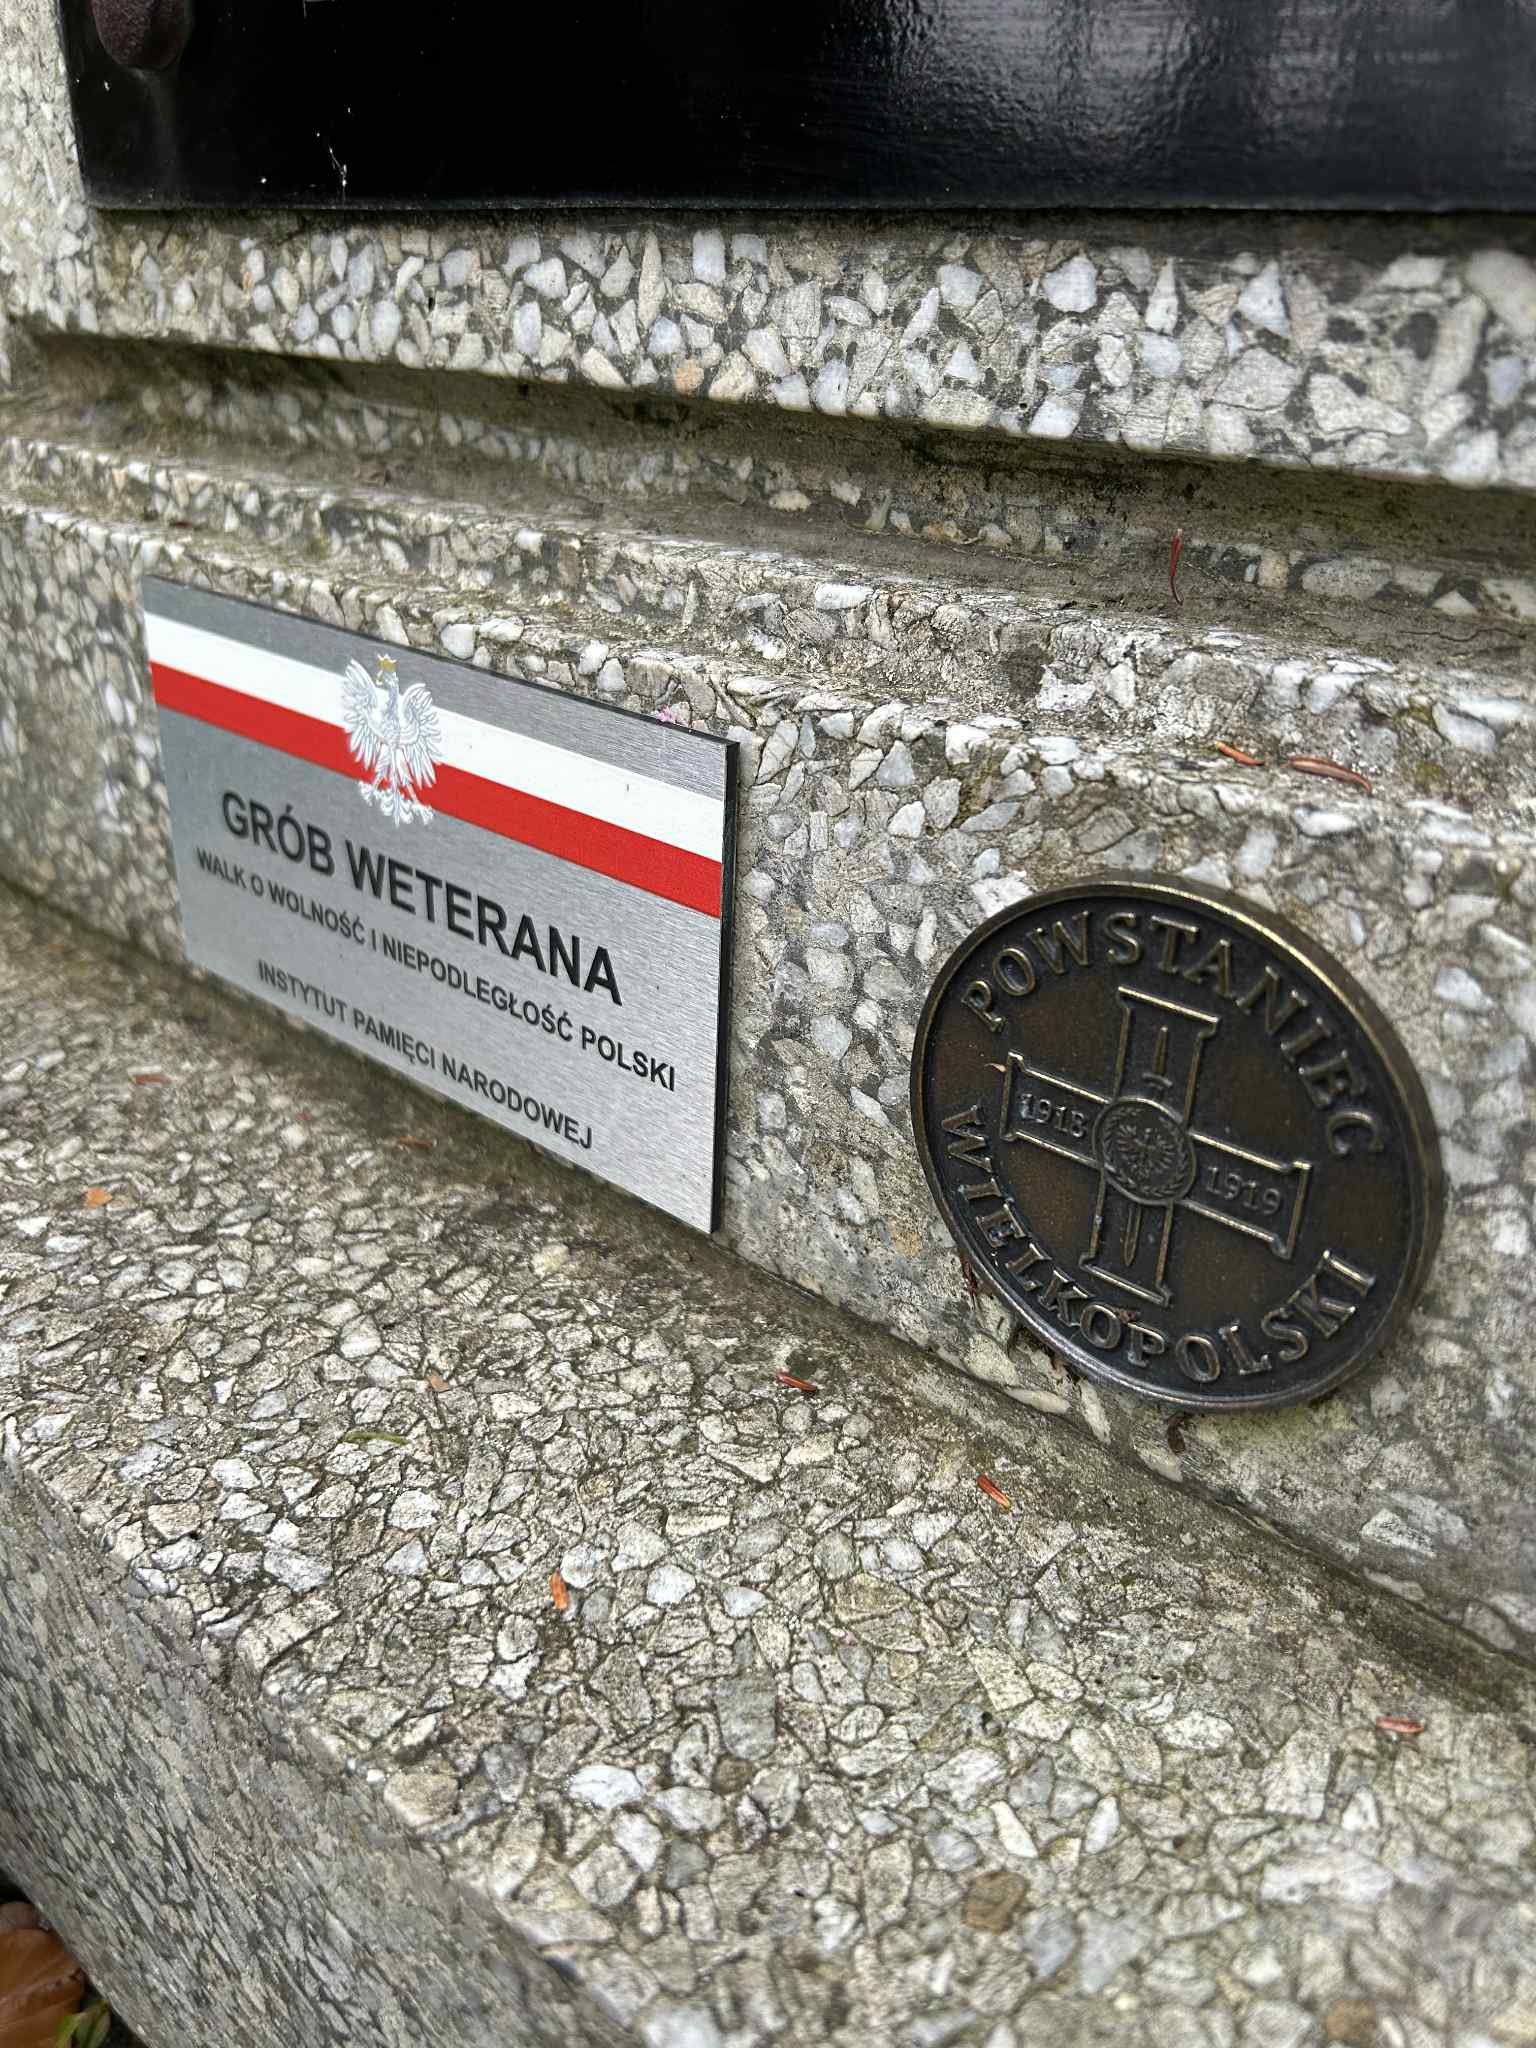 GRÓB WETERANA
WALK O WOLNOŚĆ I NIEPODLEGŁOŚĆ POLSKI
INSTYTUT PAMIĘCI NARODOWEJ
POWSTANIEC
1918
1919
WIELKOPOLSKI